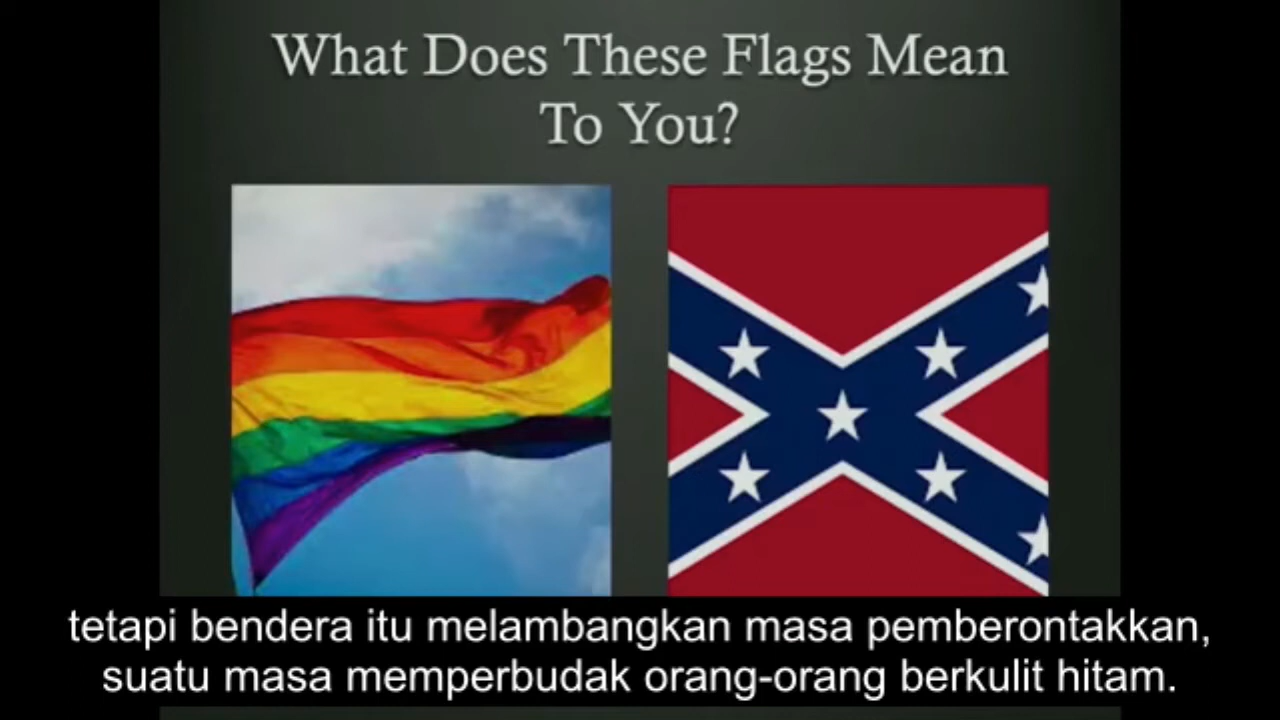 What Does These Flags Mean
To You?
tetapi bendera itu melambangkan masa pemberontakkan,
suatu masa memperbudak orang-orang berkulit hitam.